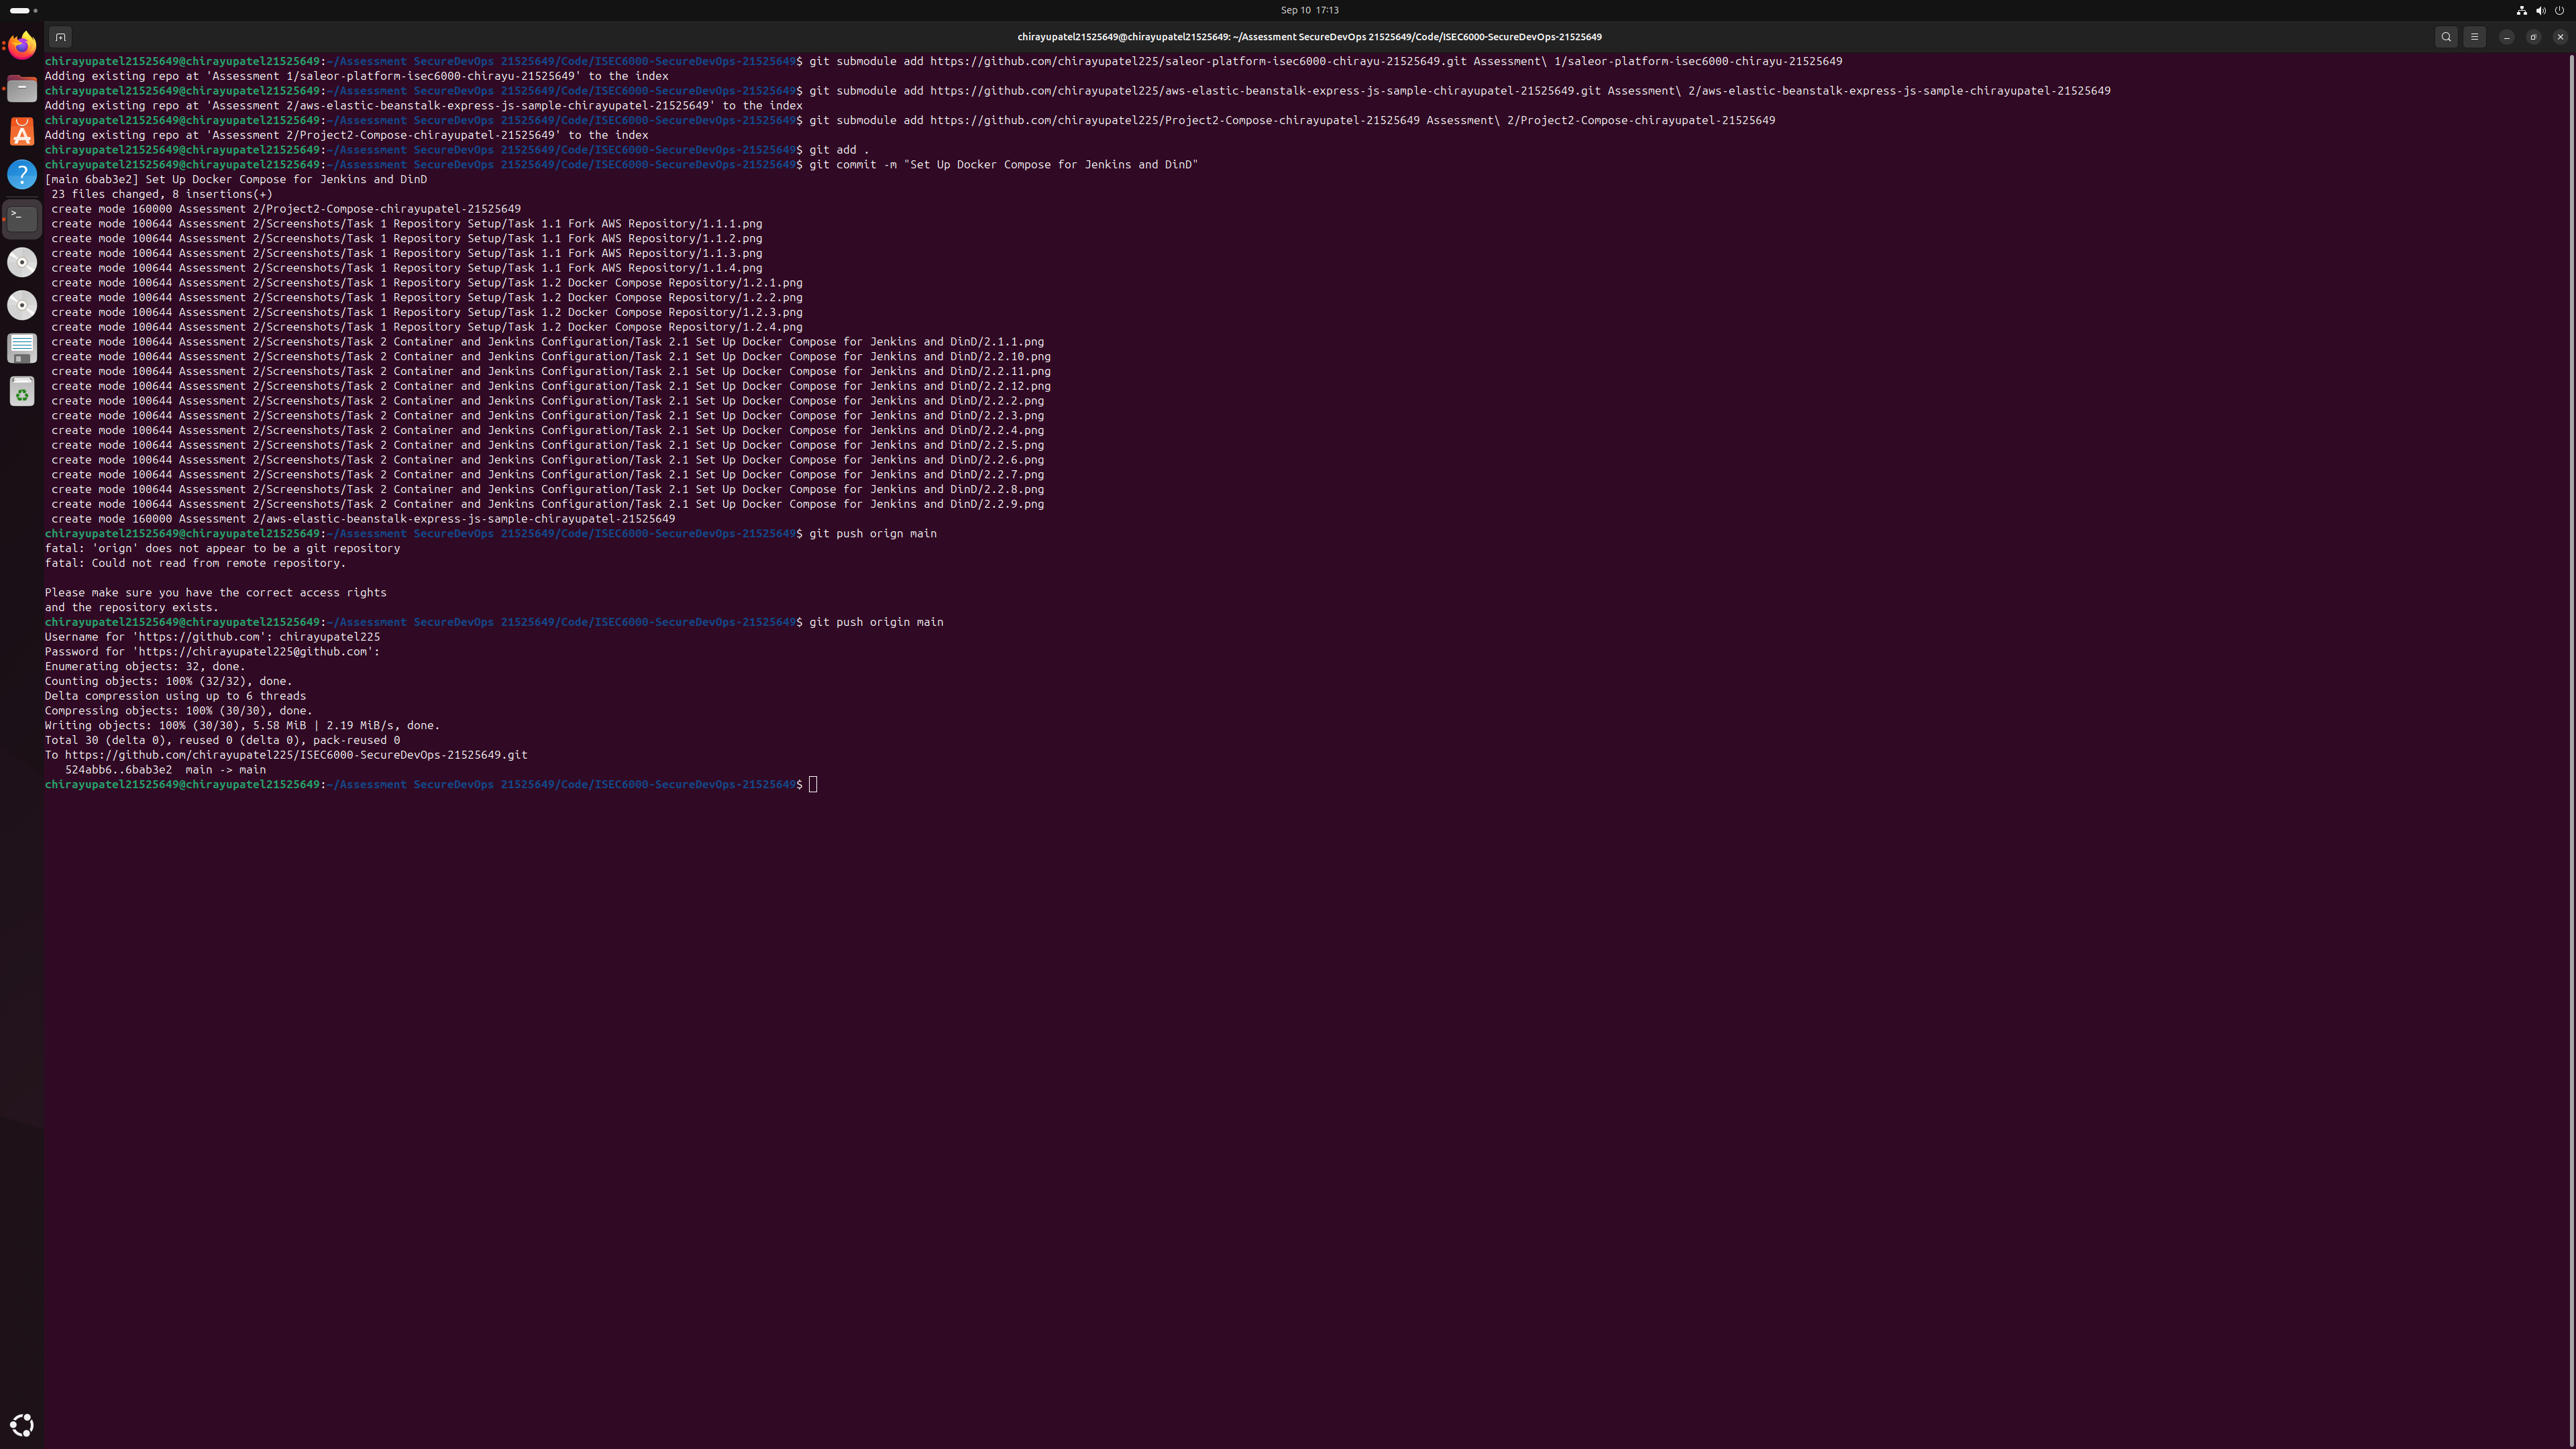 Sep 10 17:13
chirayupatel21525649@chirayupatel21525649: ~/Assessment SecureDevOps 21525649/Code/ISEC6000-SecureDevOps-21525649
chirayupatel21525649@chirayupatel21525649:~/Assessment SecureDevOps 21525649/Code/ISEC6000-SecureDevOps-21525649$ git submodule add https://github.com/chirayupatel225/saleor-platform-isec6000-chirayu-21525649.git Assessment\ 1/saleor-platform-isec6000-chirayu-21525649
Adding existing repo at 'Assessment 1/saleor-platform-isec6000-chirayu-21525649' to the index
chirayupatel21525649@chirayupatel21525649:~/Assessment SecureDevOps 21525649/Code/ISEC6000-SecureDevOps-21525649$ git submodule add https://github.com/chirayupatel225/aws-elastic-beanstalk-express-js-sample-chirayupatel-21525649.git Assessment\ 2/aws-elastic-beanstalk-express-js-sample-chirayupatel-21525649
Adding existing repo at 'Assessment 2/aws-elastic-beanstalk-express-js-sample-chirayupatel-21525649' to the index
chirayupatel21525649@chirayupatel21525649:~/Assessment SecureDevOps 21525649/Code/ISEC6000-SecureDevOps-21525649$ git submodule add https://github.com/chirayupatel225/Project2-Compose-chirayupatel-21525649 Assessment\ 2/Project2-Compose-chirayupatel-21525649
Adding existing repo at 'Assessment 2/Project2-Compose-chirayupatel-21525649' to the index
chirayupatel21525649@chirayupatel21525649:~/Assessment SecureDevOps 21525649/Code/ISEC6000-SecureDevOps-21525649$ git add .
chirayupatel21525649@chirayupatel21525649:~/Assessment SecureDevOps 21525649/Code/ISEC6000-SecureDevOps-21525649$ git commit -m "Set Up Docker Compose for Jenkins and DinD"
[main 6bab3e2] Set Up Docker Compose for Jenkins and DinD
23 files changed, 8 insertions(+)
create mode 160000 Assessment 2/Project2-Compose-chirayupatel-21525649
create mode 100644 Assessment 2/Screenshots/Task 1 Repository Setup/Task 1.1 Fork AWS Repository/1.1.1.png
create mode 100644 Assessment 2/Screenshots/Task 1 Repository Setup/Task 1.1 Fork AWS Repository/1.1.2.png
create mode 100644 Assessment 2/Screenshots/Task 1 Repository Setup/Task 1.1 Fork AWS Repository/1.1.3.png
create mode 100644 Assessment 2/Screenshots/Task 1 Repository Setup/Task 1.1 Fork AWS Repository/1.1.4.png
create mode 100644 Assessment 2/Screenshots/Task 1 Repository Setup/Task 1.2 Docker Compose Repository/1.2.1.png
create mode 100644 Assessment 2/Screenshots/Task 1 Repository Setup/Task 1.2 Docker Compose Repository/1.2.2.png
create mode 100644 Assessment 2/Screenshots/Task 1 Repository Setup/Task 1.2 Docker Compose Repository/1.2.3.png
create mode 100644 Assessment 2/Screenshots/Task 1 Repository Setup/Task 1.2 Docker Compose Repository/1.2.4.png
create mode 100644 Assessment 2/Screenshots/Task 2 Container and Jenkins Configuration/Task 2.1 Set Up Docker Compose for Jenkins and DinD/2.1.1.png
create mode 100644 Assessment 2/Screenshots/Task 2 Container and Jenkins Configuration/Task 2.1 Set Up Docker Compose for Jenkins and DinD/2.2.10.png
create mode 100644 Assessment 2/Screenshots/Task 2 Container and Jenkins Configuration/Task 2.1 Set Up Docker Compose for Jenkins and DinD/2.2.11.png
create mode 100644 Assessment 2/Screenshots/Task 2 Container and Jenkins Configuration/Task 2.1 Set Up Docker Compose for Jenkins and DinD/2.2.12.png
create mode 100644 Assessment 2/Screenshots/Task 2 Container and Jenkins Configuration/Task 2.1 Set Up Docker Compose for Jenkins and DinD/2.2.2.png
create mode 100644 Assessment 2/Screenshots/Task 2 Container and Jenkins Configuration/Task 2.1 Set Up Docker Compose for Jenkins and DinD/2.2.3.png
create mode 100644 Assessment 2/Screenshots/Task 2 Container and Jenkins Configuration/Task 2.1 Set Up Docker Compose for Jenkins and DinD/2.2.4.png
create mode 100644 Assessment 2/Screenshots/Task 2 Container and Jenkins Configuration/Task 2.1 Set Up Docker Compose for Jenkins and DinD/2.2.5.png
create mode 100644 Assessment 2/Screenshots/Task 2 Container and Jenkins Configuration/Task 2.1 Set Up Docker Compose for Jenkins and DinD/2.2.6.png
create mode 100644 Assessment 2/Screenshots/Task 2 Container and Jenkins Configuration/Task 2.1 Set Up Docker Compose for Jenkins and DinD/2.2.7.png
create mode 100644 Assessment 2/Screenshots/Task 2 Container and Jenkins Configuration/Task 2.1 Set Up Docker Compose for Jenkins and DinD/2.2.8.png
create mode 100644 Assessment 2/Screenshots/Task 2 Container and Jenkins Configuration/Task 2.1 Set Up Docker Compose for Jenkins and DinD/2.2.9.png
create mode 160000 Assessment 2/aws-elastic-beanstalk-express-js-sample-chirayupatel-21525649
chirayupatel21525649@chirayupatel21525649:~/Assessment SecureDevOps 21525649/Code/ISEC6000-SecureDevOps-21525649$ git push orign main
fatal: 'orign' does not appear to be a git repository
fatal: Could not read from remote repository.
Please make sure you have the correct access rights
and the repository exists.
chirayupatel21525649@chirayupatel21525649:~/Assessment SecureDevOps 21525649/Code/ISEC6000-SecureDevOps-21525649$ git push origin main
Username for 'https://github.com': chirayupatel225
Password for 'https://chirayupatel225@github.com':
Enumerating objects: 32, done.
Counting objects: 100% (32/32), done.
Delta compression using up to 6 threads
Compressing objects: 100% (30/30), done.
Writing objects: 100% (30/30), 5.58 MiB | 2.19 MiB/s, done.
Total 30 (delta 0), reused 0 (delta 0), pack-reused 0
To https://github.com/chirayupatel225/ISEC6000-SecureDevOps-21525649.git
524abb6..6bab3e2  main -> main
chirayupatel21525649@chirayupatel21525649:~/Assessment SecureDevOps 21525649/Code/ISEC6000-SecureDevOps-21525649$